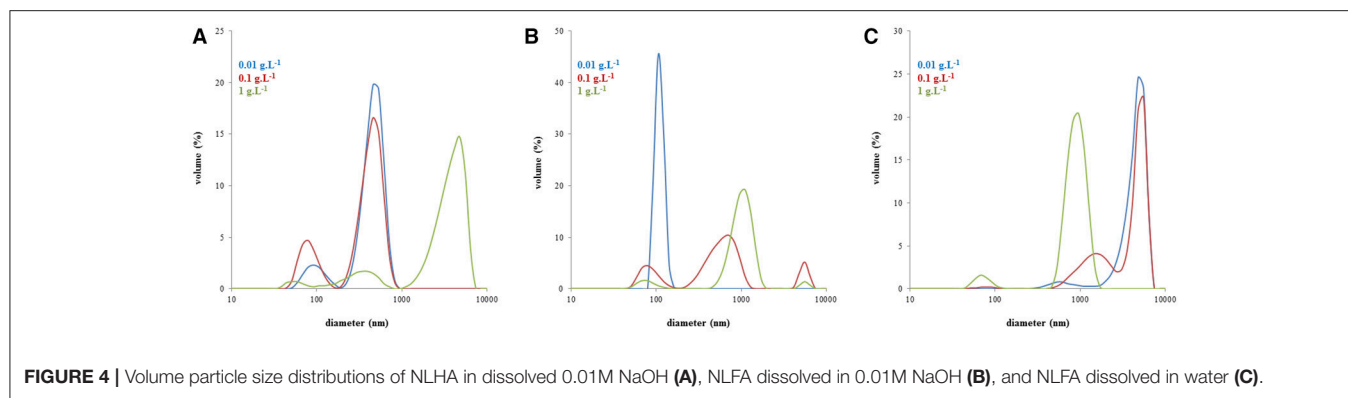 A
25
20
15
10
5
0
volume (%)
0.01 g.L-1
0.1 g.L-1
1 g.L-1
10 100 1000 10000
diameter (nm)
B
50
40
30
20
10
0
volume (%)
0.01 g.L-1
0.1 g.L-1
1 g.L-1
10 100 1000 10000
diameter (nm)
C
30
25
20
15
10
5
0
volume (%)
0.01 g.L-1
0.1 g.L-1
1 g.L-1
10 100 1000 10000
diameter (nm)
FIGURE 4 | Volume particle size distributions of NLHA in dissolved 0.01M NaOH (A), NLFA dissolved in 0.01M NaOH (B), and NLFA dissolved in water (C).